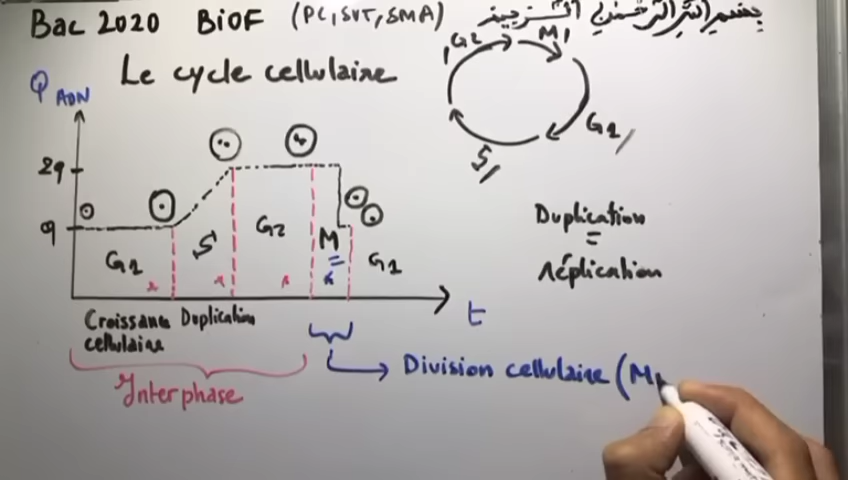 Bac 2020 BiOF (PC, SVT, SMA)
بسم الله الرحمن الرحيم
Le cycle cellulaire
Q ADN
G2 M
G1
S
2q
q
G1 S G2 M G1
t
Croissance Duplication
cellulaire
Interphase
Duplication
=
réplication
Division cellulaire (M